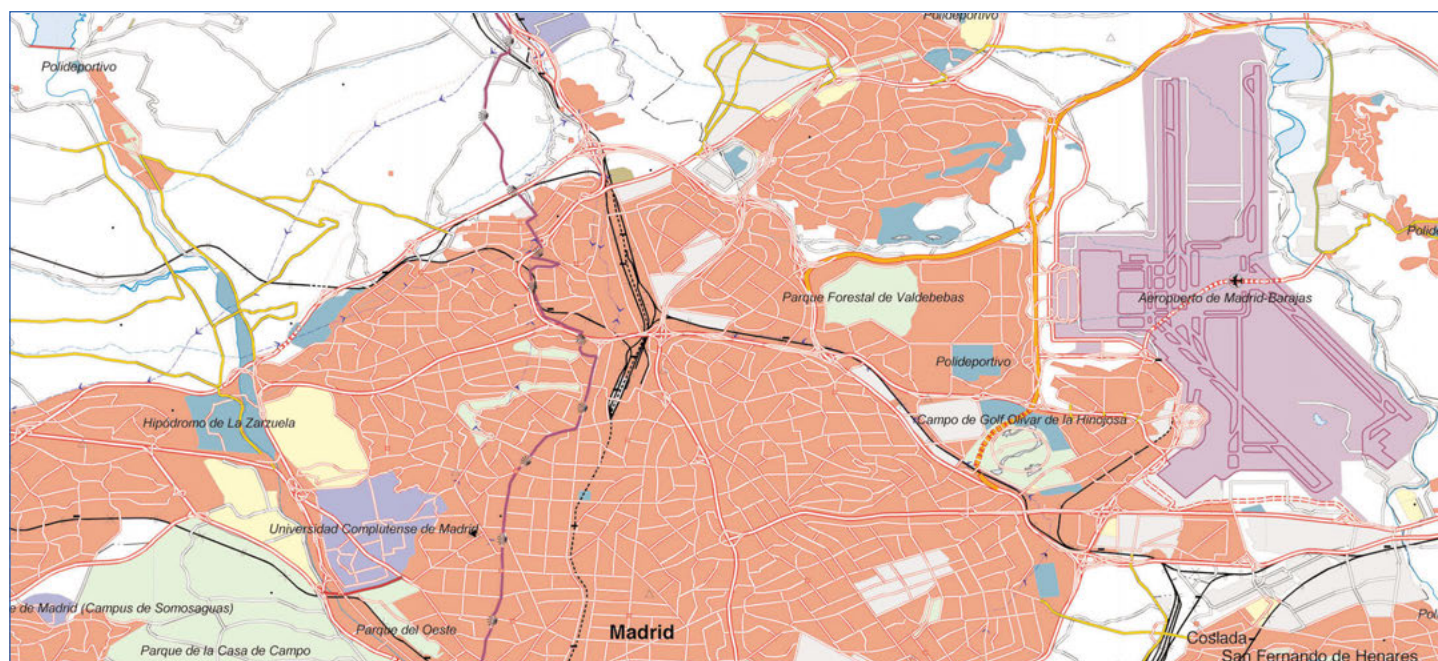 Polideportivo
Polideportivo
Parque Forestal de Valdebebas
Aeropuerto de Madrid-Barajas
Polideportivo
Hipódromo de La Zarzuela
Campo de Golf Olivar de la Hinojosa
Universidad Complutense de Madrid
de Madrid (Campus de Somosaguas)
Parque del Oeste
Madrid
Parque de la Casa de Campo
Coslada
San Fernando de Henares